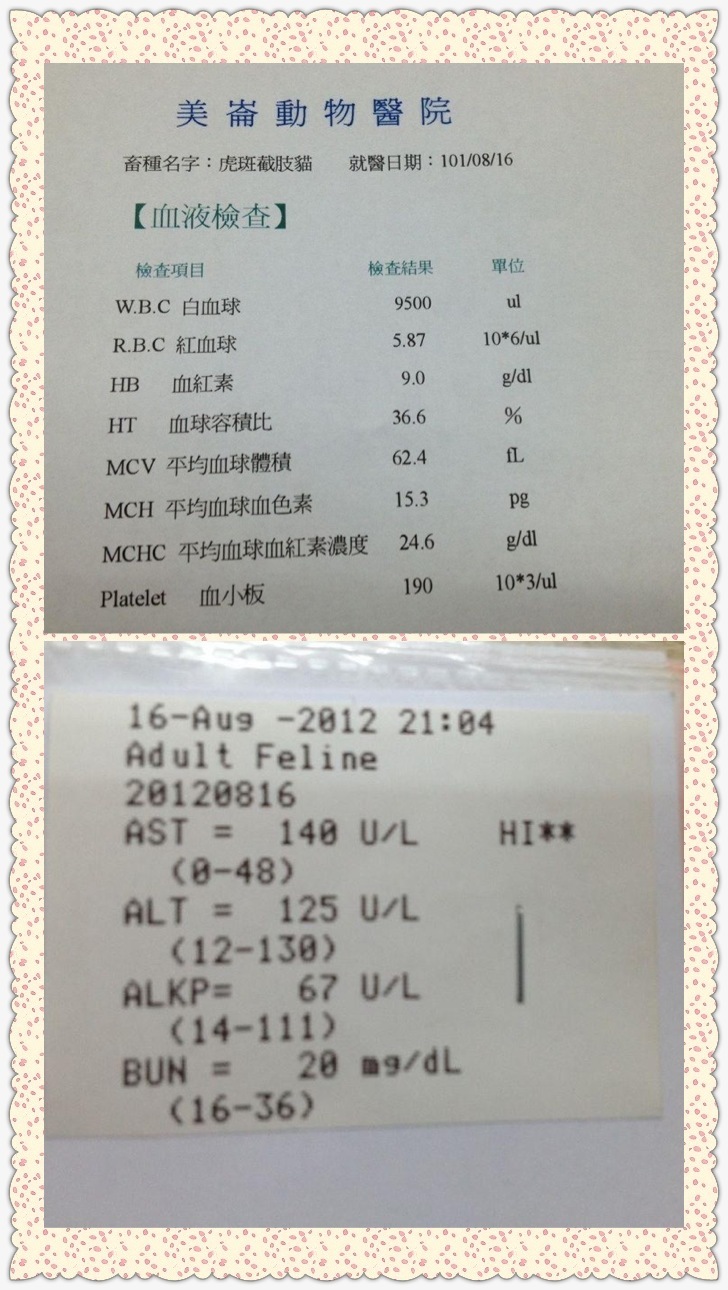 美崙動物醫院
畜種名字：虎斑截肢貓 就醫日期：101/08/16
【血液檢查】
檢查項目 檢查結果 單位
W.B.C 白血球 9500 ul
R.B.C 紅血球 5.87 10*6/ul
HB 血紅素 9.0 g/dl
HT 血球容積比 36.6 %
MCV 平均血球體積 62.4 fL
MCH 平均血球血色素 15.3 pg
MCHC 平均血球血紅素濃度 24.6 g/dl
Platelet 血小板 190 10*3/ul
16-Aug -2012 21:04
Adult Feline
20120816
AST = 140 U/L HI**
(0-48)
ALT = 125 U/L
(12-130)
ALKP= 67 U/L
(14-111)
BUN = 20 mg/dL
(16-36)